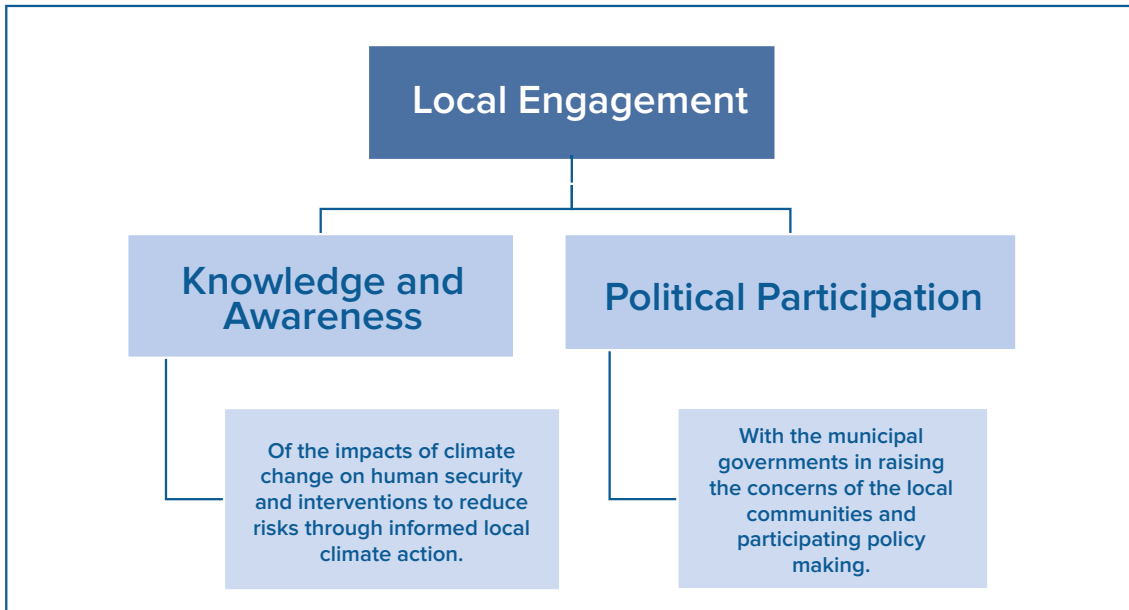 Local Engagement
Knowledge and
Awareness
Political Participation
Of the impacts of climate
change on human security
and interventions to reduce
risks through informed local
climate action.
With the municipal
governments in raising
the concerns of the local
communities and
participating policy
making.